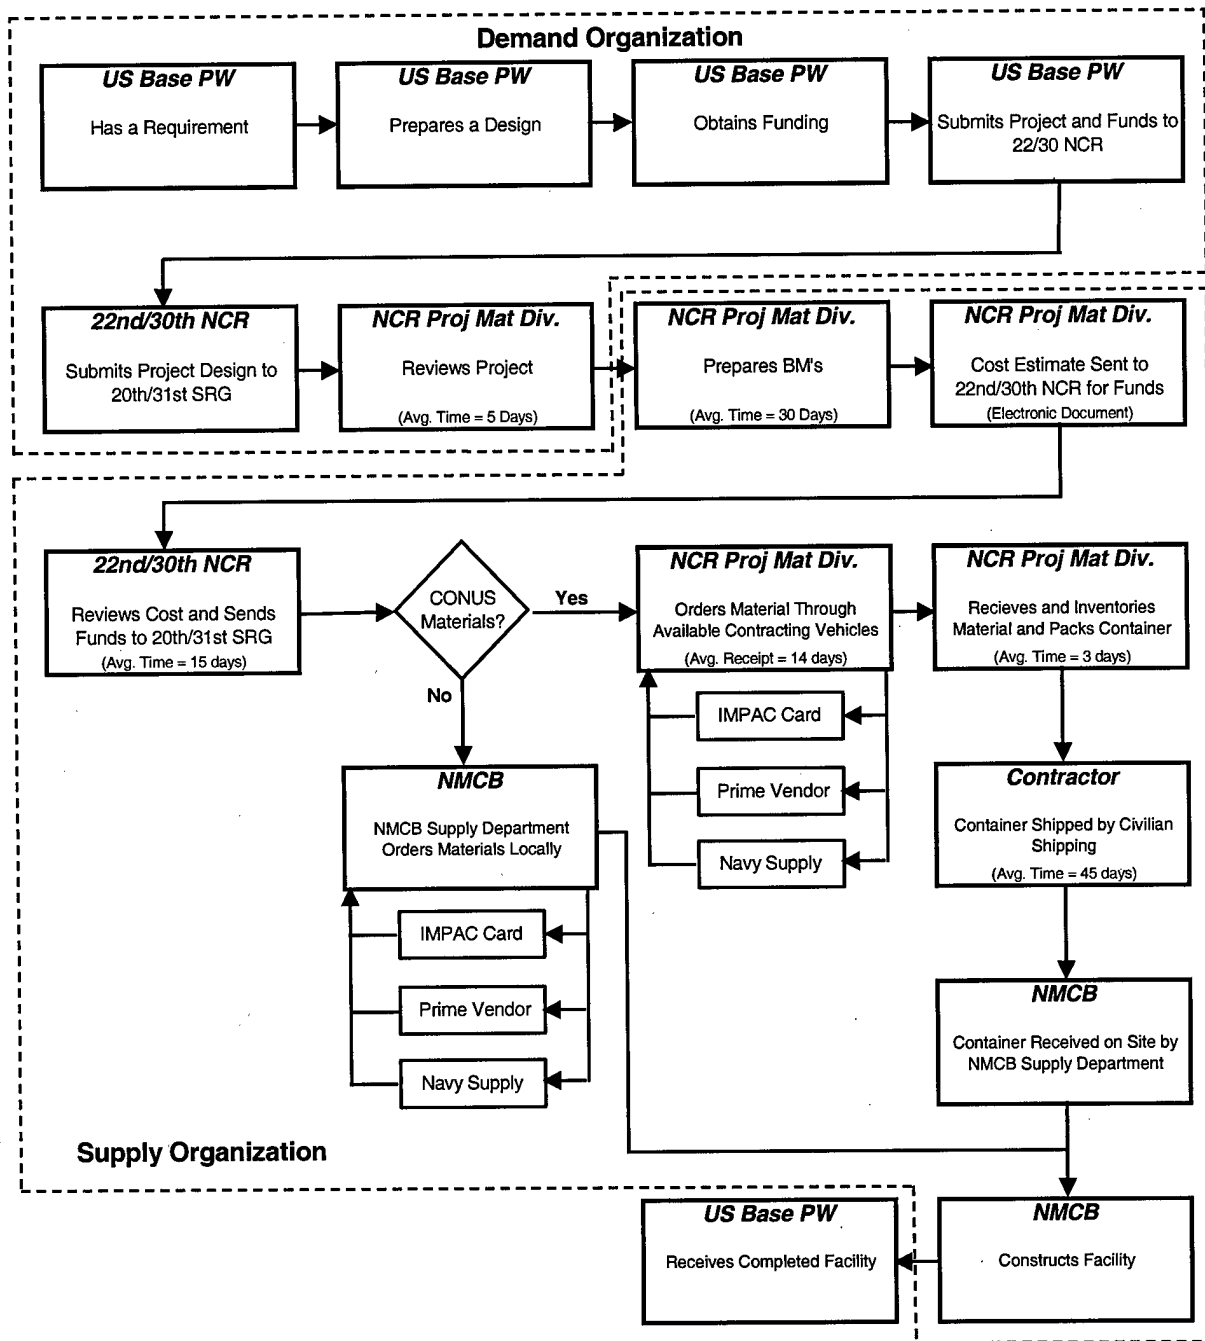 Demand Organization
US Base PW
Has a Requirement
US Base PW
Prepares a Design
US Base PW
Obtains Funding
US Base PW
Submits Project and Funds to
22/30 NCR
22nd/30th NCR
Submits Project Design to
20th/31st SRG
NCR Proj Mat Div.
Reviews Project
(Avg. Time = 5 Days)
NCR Proj Mat Div.
Prepares BM's
(Avg. Time = 30 Days)
NCR Proj Mat Div.
Cost Estimate Sent to
22nd/30th NCR for Funds
(Electronic Document)
22nd/30th NCR
Reviews Cost and Sends
Funds to 20th/31st SRG
(Avg. Time = 15 days)
CONUS
Materials?
Yes
No
NCR Proj Mat Div.
Orders Material Through
Available Contracting Vehicles
(Avg. Receipt = 14 days)
IMPAC Card
Prime Vendor
Navy Supply
NCR Proj Mat Div.
Recieves and Inventories
Material and Packs Container
(Avg. Time = 3 days)
NMCB
NMCB Supply Department
Orders Materials Locally
IMPAC Card
Prime Vendor
Navy Supply
Contractor
Container Shipped by Civilian
Shipping
(Avg. Time = 45 days)
NMCB
Container Received on Site by
NMCB Supply Department
Supply Organization
US Base PW
Receives Completed Facility
NMCB
Constructs Facility